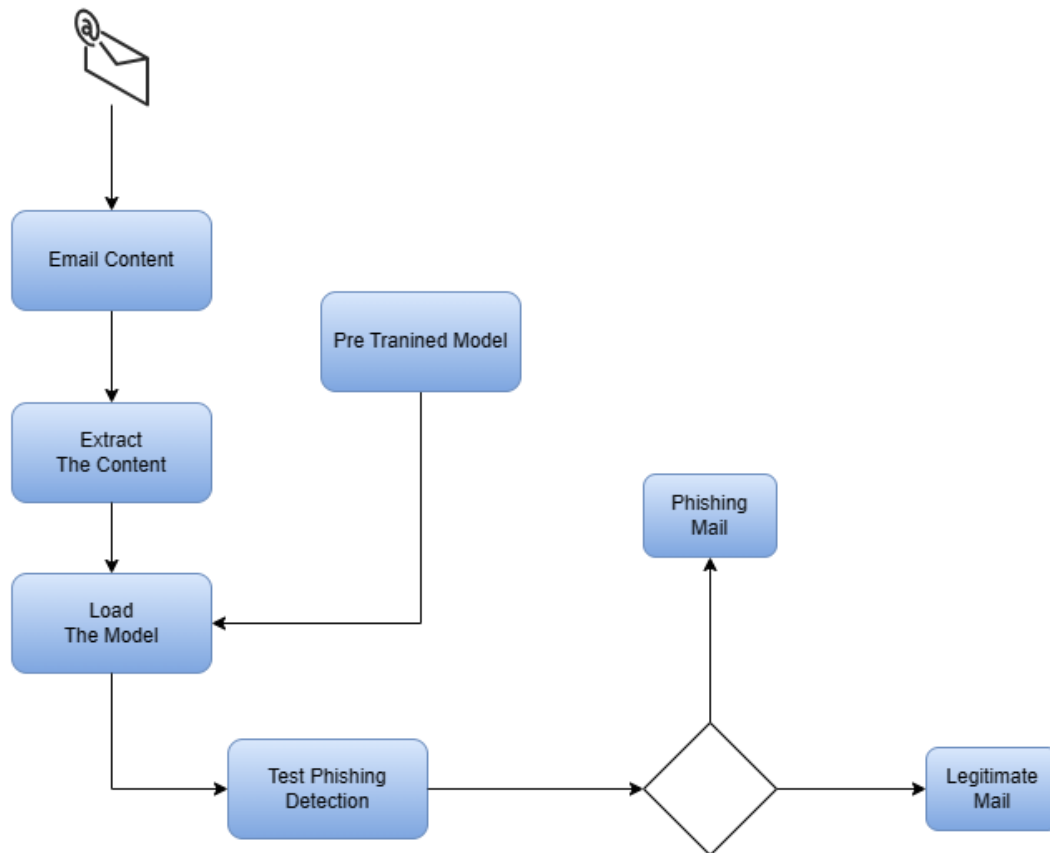 @
Email Content
Pre Tranined Model
Extract
The Content
Phishing
Mail
Load
The Model
Test Phishing
Detection
Legitimate
Mail